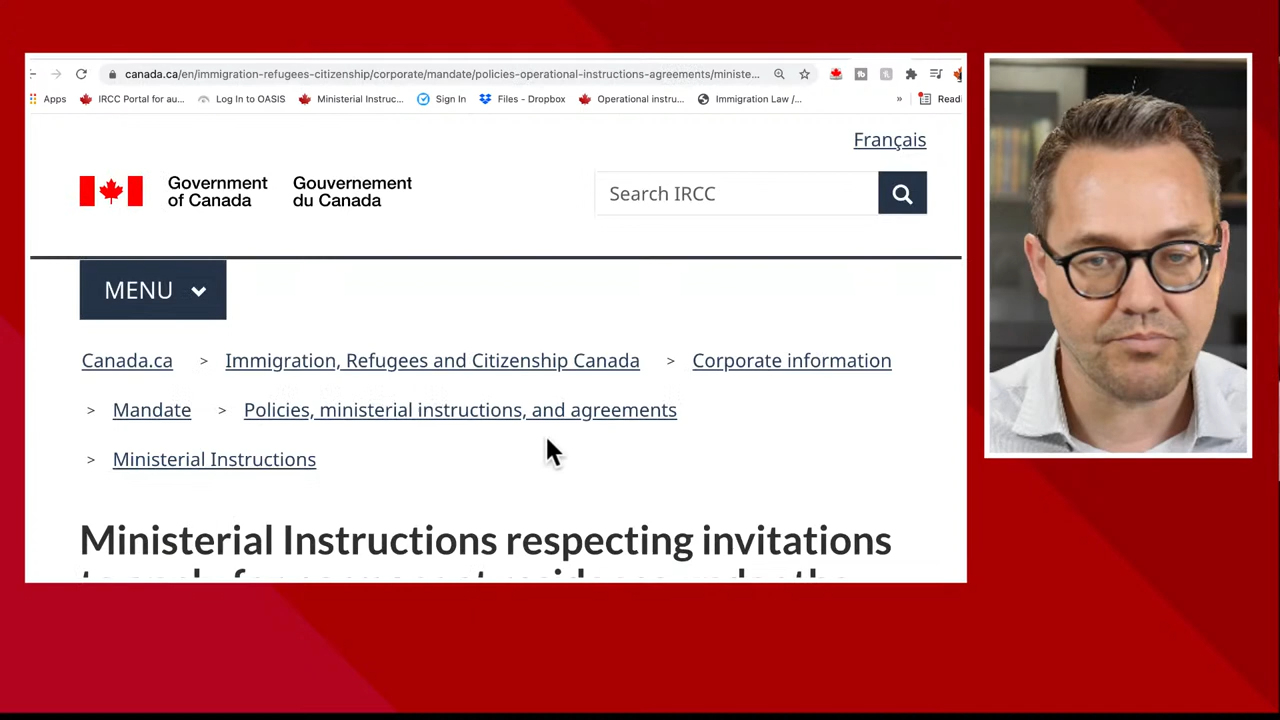 canada.ca/en/immigration-refugees-citizenship/corporate/mandate/policies-operational-instructions-agreements/ministe...
Apps IRCC Portal for au... Log In to OASIS Ministerial Instruc... Sign In Files - Dropbox Operational instru... Immigration Law /... » Readi
Français
Government of Canada
Gouvernement du Canada
Search IRCC
MENU
Canada.ca > Immigration, Refugees and Citizenship Canada > Corporate information
> Mandate > Policies, ministerial instructions, and agreements
> Ministerial Instructions
Ministerial Instructions respecting invitations